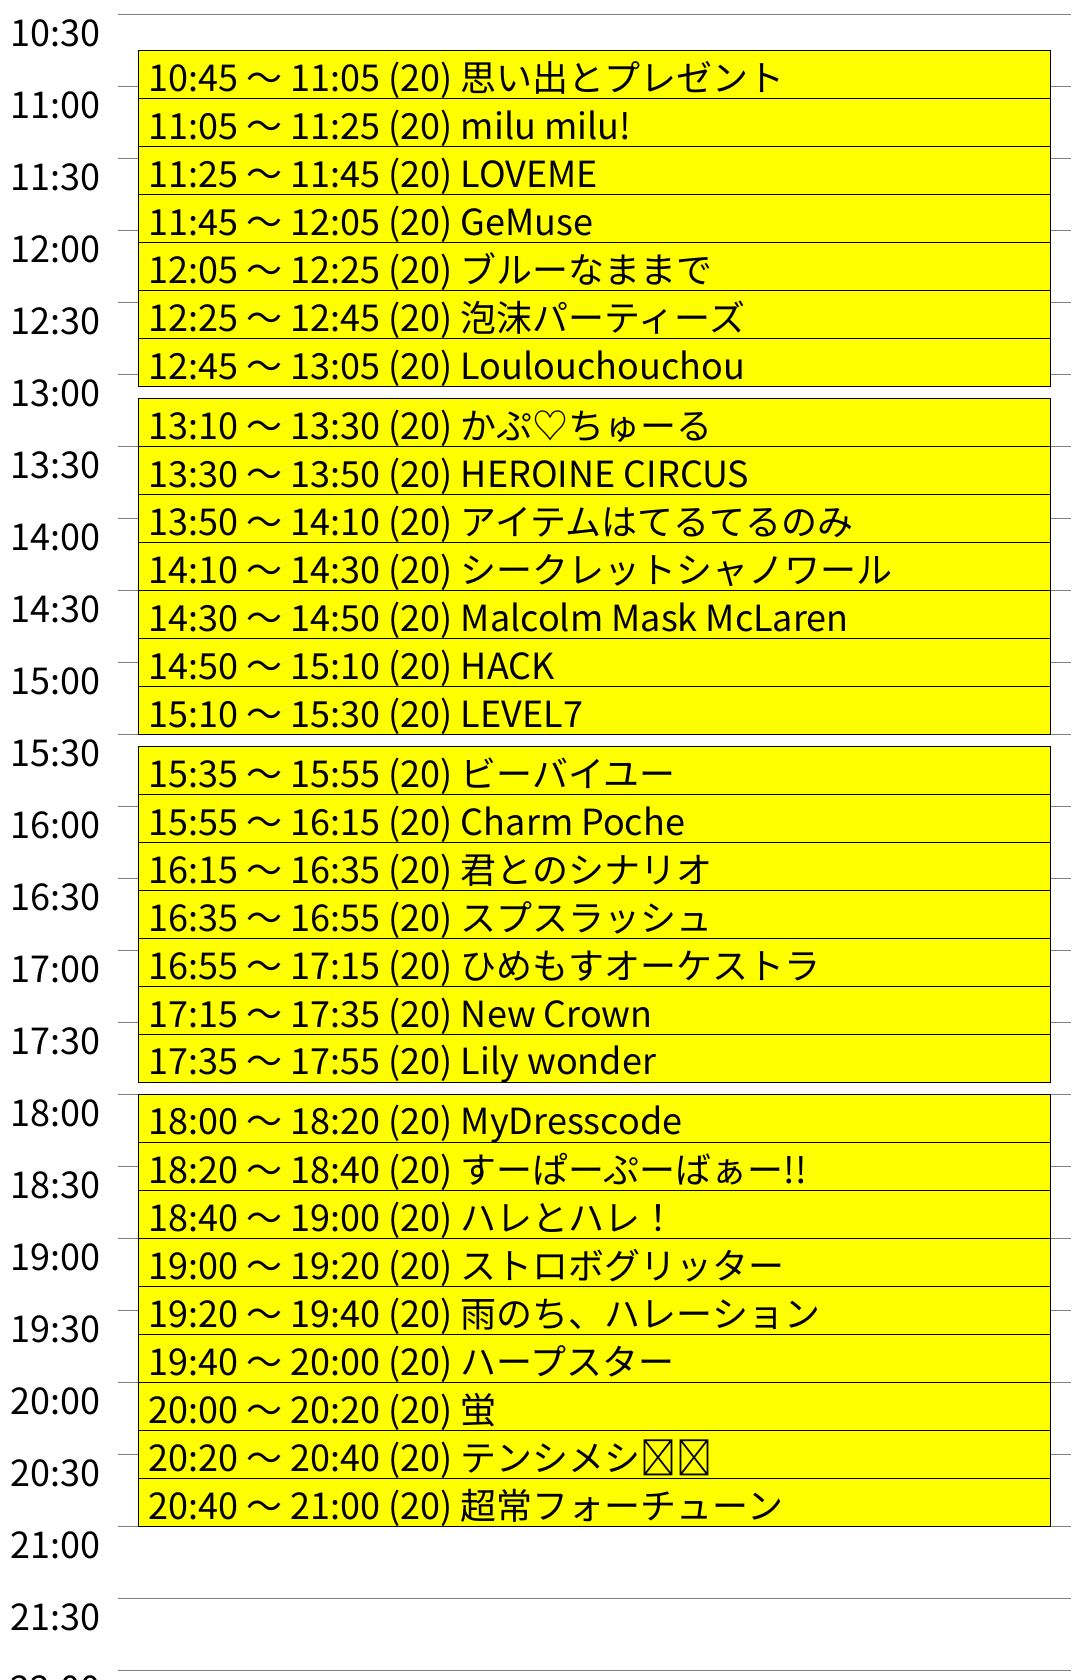 10:30
10:45 〜 11:05 (20) 思い出とプレゼント
11:00
11:05 〜 11:25 (20) milu milu!
11:30
11:25 〜 11:45 (20) LOVEME
11:45 〜 12:05 (20) GeMuse
12:00
12:05 〜 12:25 (20) ブルーなままで
12:30
12:25 〜 12:45 (20) 泡沫パーティーズ
12:45 〜 13:05 (20) Loulouchouchou
13:00
13:10 〜 13:30 (20) かぷ♡ちゅーる
13:30
13:30 〜 13:50 (20) HEROINE CIRCUS
13:50 〜 14:10 (20) アイテムはてるてるのみ
14:00
14:10 〜 14:30 (20) シークレットシャノワール
14:30
14:30 〜 14:50 (20) Malcolm Mask McLaren
14:50 〜 15:10 (20) HACK
15:00
15:10 〜 15:30 (20) LEVEL7
15:30
15:35 〜 15:55 (20) ビーバイユー
16:00
15:55 〜 16:15 (20) Charm Poche
16:15 〜 16:35 (20) 君とのシナリオ
16:30
16:35 〜 16:55 (20) スプスラッシュ
16:55 〜 17:15 (20) ひめもすオーケストラ
17:00
17:15 〜 17:35 (20) New Crown
17:30
17:35 〜 17:55 (20) Lily wonder
18:00
18:00 〜 18:20 (20) MyDresscode
18:20 〜 18:40 (20) すーぱーぷーばぁー!!
18:30
18:40 〜 19:00 (20) ハレとハレ！
19:00
19:00 〜 19:20 (20) ストロボグリッター
19:20 〜 19:40 (20) 雨のち、ハレーション
19:30
19:40 〜 20:00 (20) ハープスター
20:00
20:00 〜 20:20 (20) 蛍
20:20 〜 20:40 (20) テンシメシ
20:30
20:40 〜 21:00 (20) 超常フォーチューン
21:00
21:30